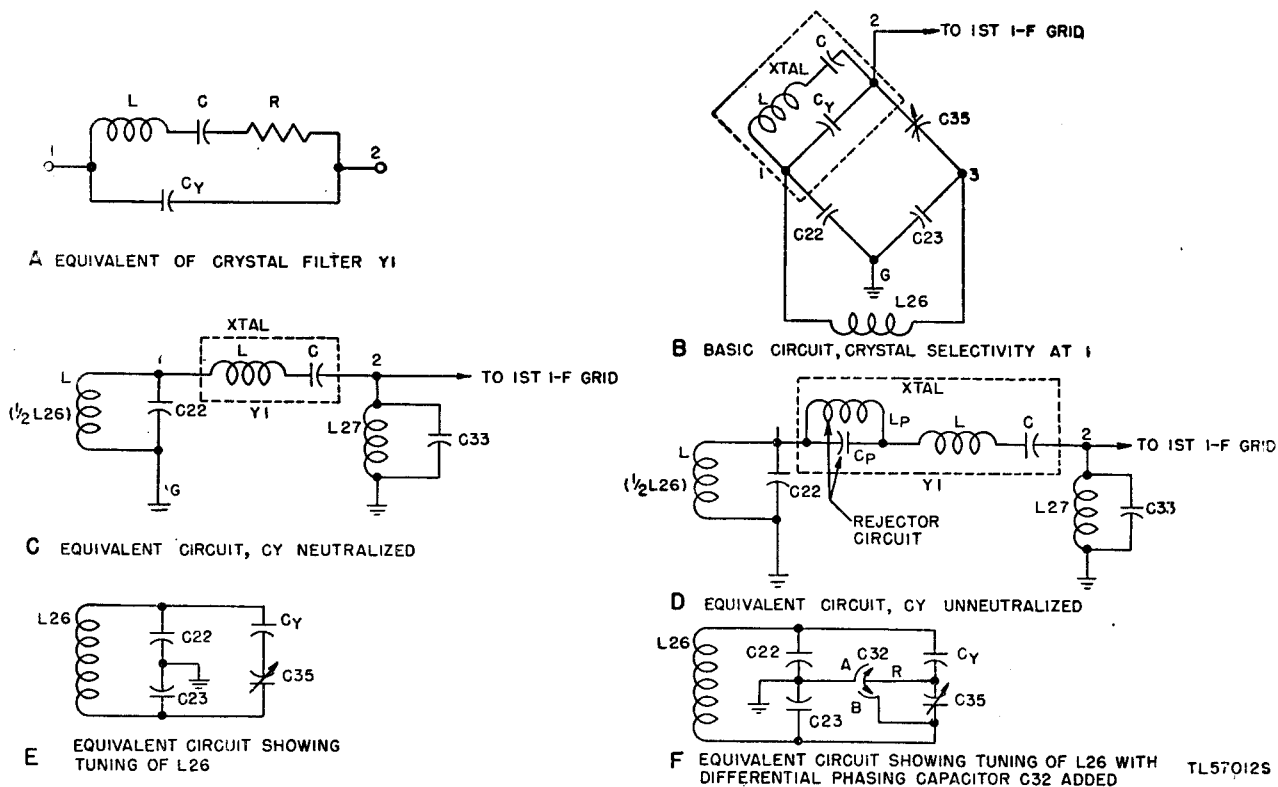 L C R
1 2
CY
A EQUIVALENT OF CRYSTAL FILTER Y1
2 TO 1ST I-F GRID
C
XTAL
L
CY
C35
1 3
C22 C23
G
L26
B BASIC CIRCUIT, CRYSTAL SELECTIVITY AT 1
XTAL
1 L C 2
L TO 1ST I-F GRID
(½L26) C22 Y1
L27 C33
G
C EQUIVALENT CIRCUIT, CY NEUTRALIZED
XTAL
LP L C 2
L CP TO 1ST I-F GRID
(½L26) C22 Y1
L27 C33
REJECTOR
CIRCUIT
D EQUIVALENT CIRCUIT, CY UNNEUTRALIZED
L26 C22 CY
C35
C23
E EQUIVALENT CIRCUIT SHOWING
TUNING OF L26
L26 C22 C32 CY
A R
C35
B
C23
F EQUIVALENT CIRCUIT SHOWING TUNING OF L26 WITH
DIFFERENTIAL PHASING CAPACITOR C32 ADDED
TL57012S